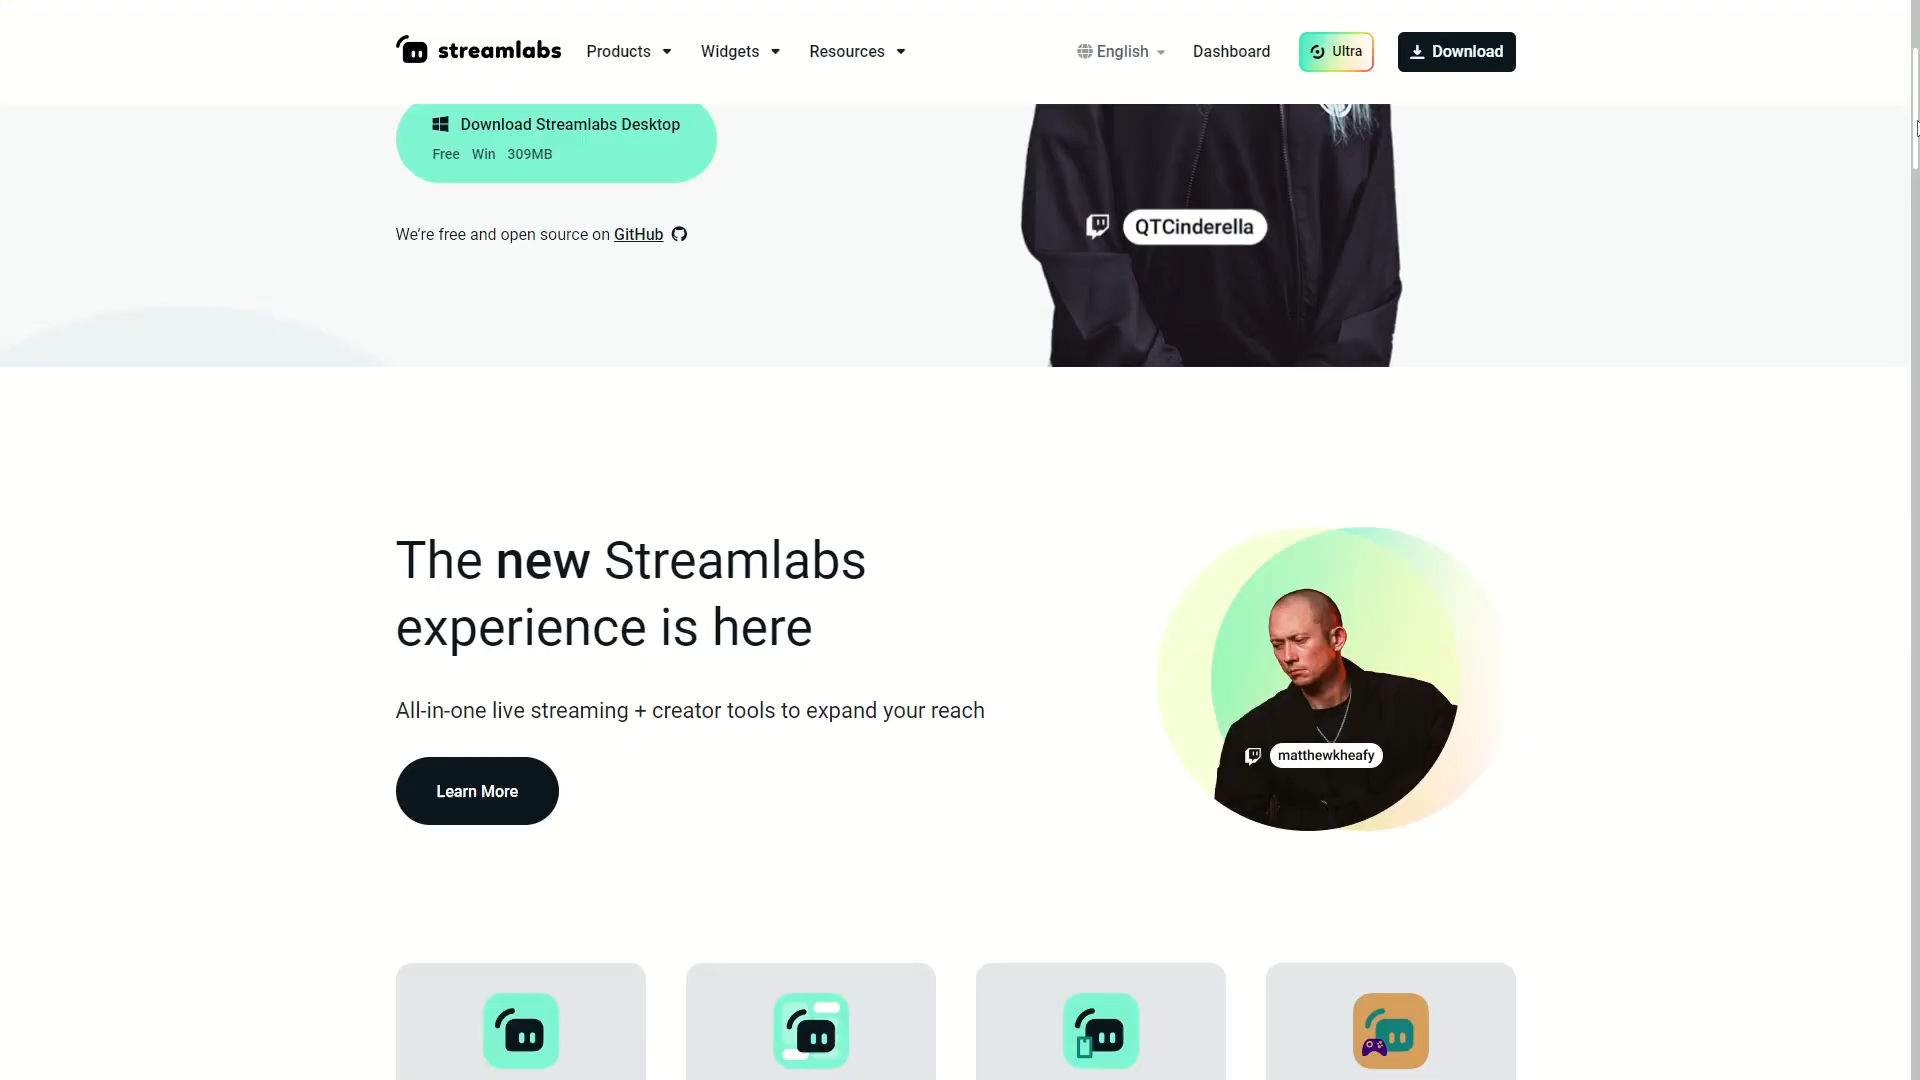 streamlabs Products Widgets Resources English Dashboard Ultra Download
Download Streamlabs Desktop
Free Win 309MB
We're free and open source on GitHub
QTCinderella
The new Streamlabs
experience is here
All-in-one live streaming + creator tools to expand your reach
Learn More
matthewkheafy